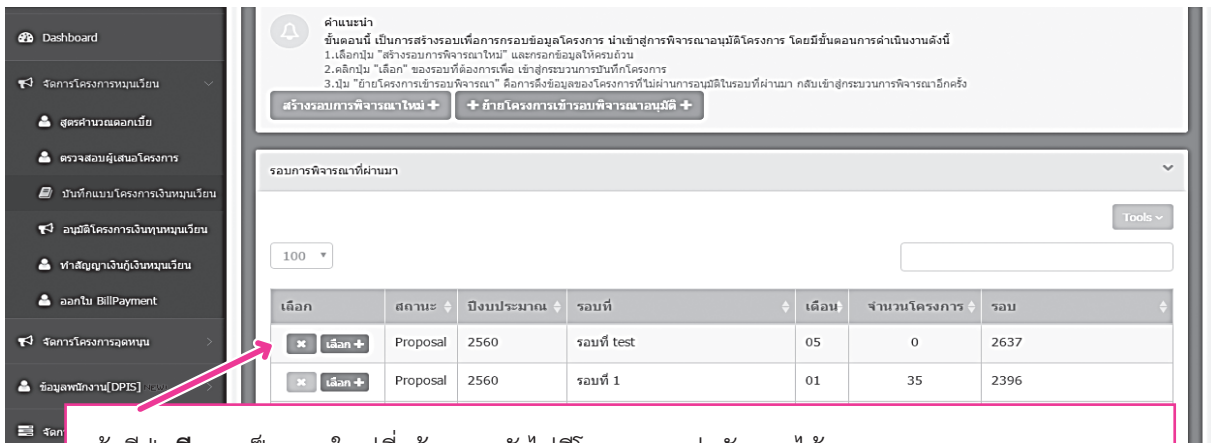 Dashboard
จัดการโครงการหมุนเวียน
สูตรคำนวณดอกเบี้ย
ตรวจสอบผู้เสนอโครงการ
บันทึกแบบโครงการเงินหมุนเวียน
อนุมัติโครงการเงินทุนหมุนเวียน
ทำสัญญาเงินกู้เงินหมุนเวียน
ออกใบ BillPayment
จัดการโครงการอุดหนุน
ข้อมูลพนักงาน[DPIS] NEW
คำแนะนำ
ขั้นตอนนี้ เป็นการสร้างรอบเพื่อการกรอบข้อมูลโครงการ นำเข้าสู่การพิจารณาอนุมัติโครงการ โดยมีขั้นตอนการดำเนินงานดังนี้
1.เลือกปุ่ม "สร้างรอบการพิจารณาใหม่" และกรอกข้อมูลให้ครบถ้วน
2.คลิกปุ่ม "เลือก" ของรอบที่ต้องการเพื่อ เข้าสู่กระบวนการบันทึกโครงการ
3.ปุ่ม "ย้ายโครงการเข้ารอบพิจารณา" คือการดึงข้อมูลของโครงการที่ไม่ผ่านการอนุมัติในรอบที่ผ่านมา กลับเข้าสู่กระบวนการพิจารณาอีกครั้ง
สร้างรอบการพิจารณาใหม่ + + ย้ายโครงการเข้ารอบพิจารณาอนุมัติ +
รอบการพิจารณาที่ผ่านมา
Tools
100
เลือก สถานะ ปีงบประมาณ รอบที่ เดือน จำนวนโครงการ รอบ
× เลือก + Proposal 2560 รอบที่ test 05 0 2637
× เลือก + Proposal 2560 รอบที่ 1 01 35 2396